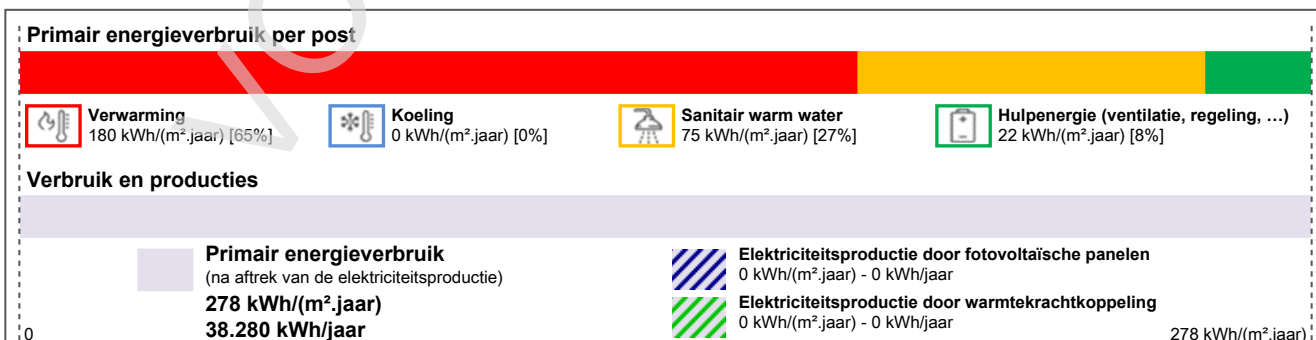 Primair energieverbruik per post
Verwarming
180 kWh/(m².jaar) [65%]
Koeling
0 kWh/(m².jaar) [0%]
Sanitair warm water
75 kWh/(m².jaar) [27%]
Hulpenergie (ventilatie, regeling, …)
22 kWh/(m².jaar) [8%]
Verbruik en producties
Primair energieverbruik
(na aftrek van de elektriciteitsproductie)
278 kWh/(m².jaar)
38.280 kWh/jaar
Elektriciteitsproductie door fotovoltaïsche panelen
0 kWh/(m².jaar) - 0 kWh/jaar
Elektriciteitsproductie door warmtekrachtkoppeling
0 kWh/(m².jaar) - 0 kWh/jaar
0
278 kWh/(m².jaar)